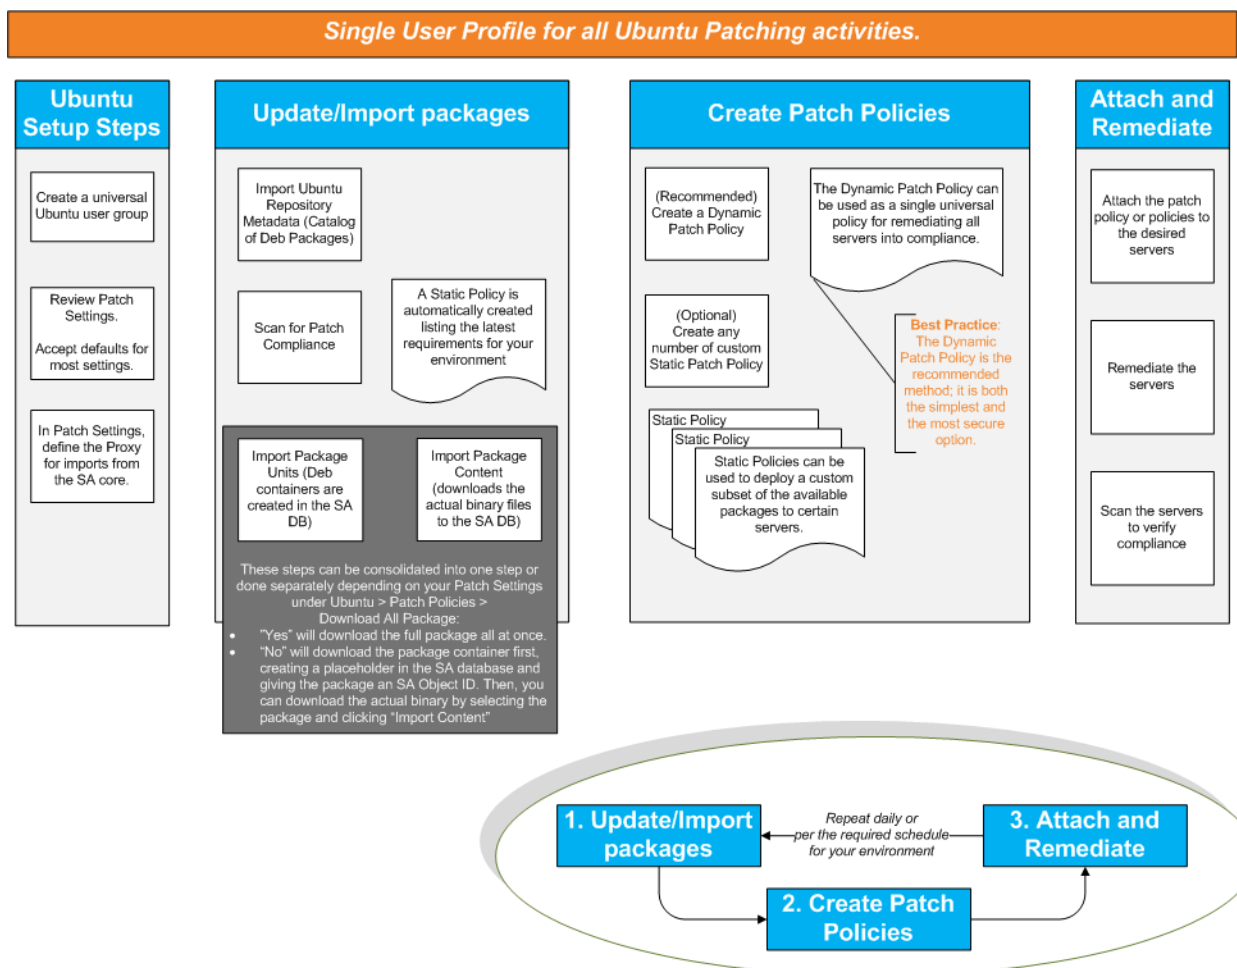 Single User Profile for all Ubuntu Patching activities.
Ubuntu
Setup Steps
Create a universal
Ubuntu user group
Review Patch
Settings.
Accept defaults for
most settings.
In Patch Settings,
define the Proxy
for imports from
the SA core.
Update/Import packages
Import Ubuntu
Repository
Metadata (Catalog
of Deb Packages)
Scan for Patch
Compliance
A Static Policy is
automatically created
listing the latest
requirements for your
environment
Import Package
Units (Deb
containers are
created in the SA
DB)
Import Package
Content
(downloads the
actual binary files
to the SA DB)
These steps can be consolidated into one step or
done separately depending on your Patch Settings
under Ubuntu > Patch Policies >
Download All Package:
• ”Yes” will download the full package all at once.
• “No” will download the package container first,
creating a placeholder in the SA database and
giving the package an SA Object ID. Then, you
can download the actual binary by selecting the
package and clicking “Import Content”
Create Patch Policies
(Recommended)
Create a Dynamic
Patch Policy
The Dynamic Patch Policy can
be used as a single universal
policy for remediating all
servers into compliance.
(Optional)
Create any
number of custom
Static Patch Policy
Best Practice:
The Dynamic
Patch Policy is the
recommended
method; it is both
the simplest and
the most secure
option.
Static Policy
Static Policy
Static Policies can be
used to deploy a custom
subset of the available
packages to certain
servers.
Attach and
Remediate
Attach the patch
policy or policies to
the desired
servers
Remediate the
servers
Scan the servers
to verify
compliance
1. Update/Import
packages
Repeat daily or
per the required schedule
for your environment
3. Attach and
Remediate
2. Create Patch
Policies